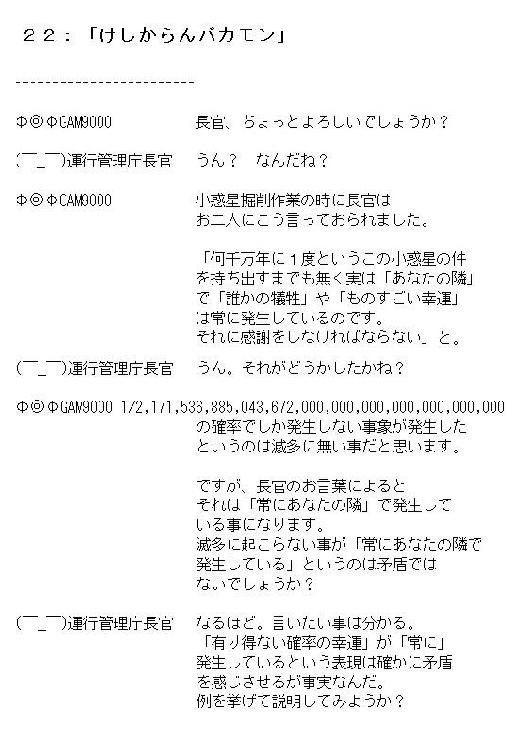 ２２：「けしからんバカモン」
-------------------------
Φ◎ΦGAM9000 長官、ちょっとよろしいでしょうか？
(￣_￣)運行管理庁長官 うん？　なんだね？
Φ◎ΦGAM9000 小惑星掘削作業の時に長官は
お二人にこう言っておられました。
「何千万年に１度というこの小惑星の件
を持ち出すまでも無く実は「あなたの隣」
で「誰かの犠牲」や「ものすごい幸運」
は常に発生しているのです。
それに感謝をしなければならない」と。
(￣_￣)運行管理庁長官 うん。それがどうかしたかね？
Φ◎ΦGAM9000 1/2,171,536,385,043,672,000,000,000,000,000,000,000
の確率でしか発生しない事象が発生した
というのは滅多に無い事だと思います。
ですが、長官のお言葉によると
それは「常にあなたの隣」で発生して
いる事になります。
滅多に起こらない事が「常にあなたの隣で
発生している」というのは矛盾では
ないでしょうか？
(￣_￣)運行管理庁長官 なるほど。言いたい事は分かる。
「有り得ない確率の幸運」が「常に」
発生しているという表現は確かに矛盾
を感じさせるが事実なんだ。
例を挙げて説明してみようか？